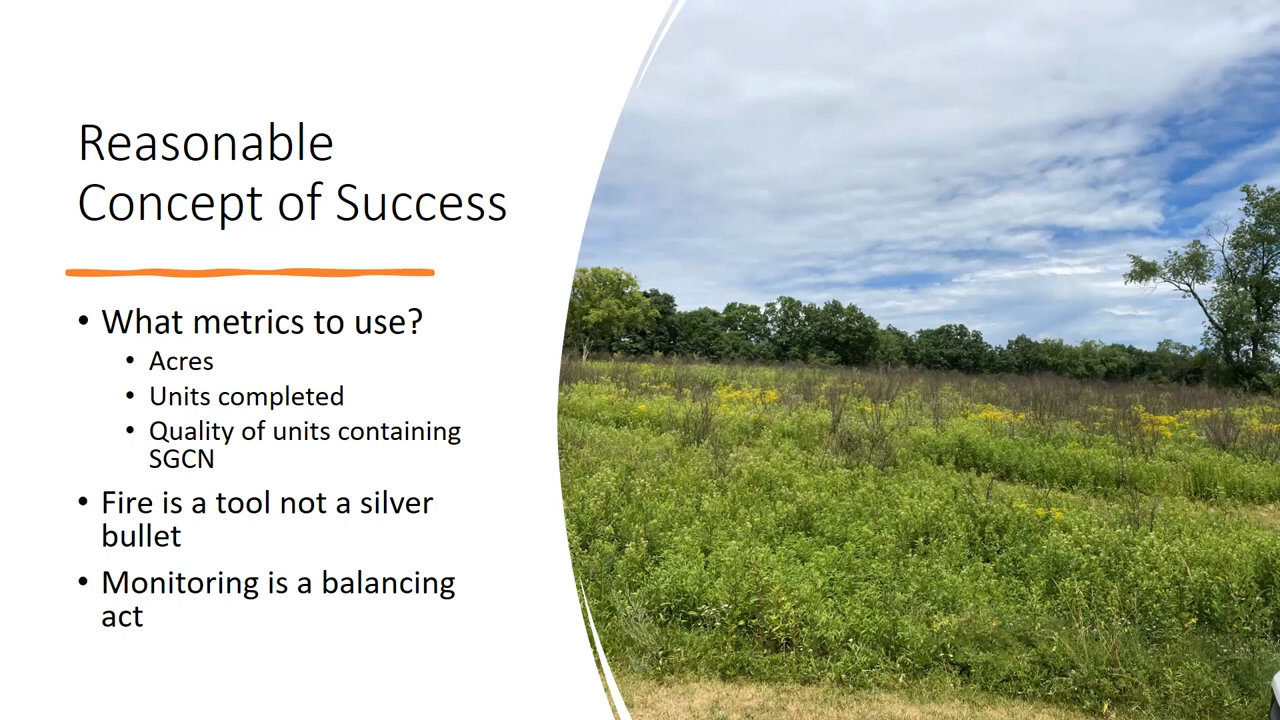 Reasonable
Concept of Success
• What metrics to use?
• Acres
• Units completed
• Quality of units containing
SGCN
• Fire is a tool not a silver
bullet
• Monitoring is a balancing
act